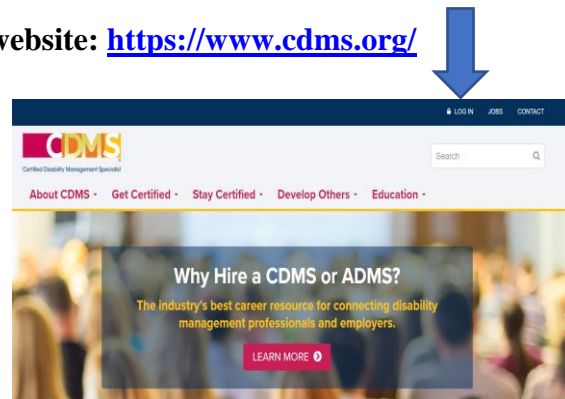 website: https://www.cdms.org/
LOG IN JOBS CONTACT
CDMS
Certified Disability Management Specialist
Search
About CDMS Get Certified Stay Certified Develop Others Education
Why Hire a CDMS or ADMS?
The industry's best career resource for connecting disability
management professionals and employers.
LEARN MORE